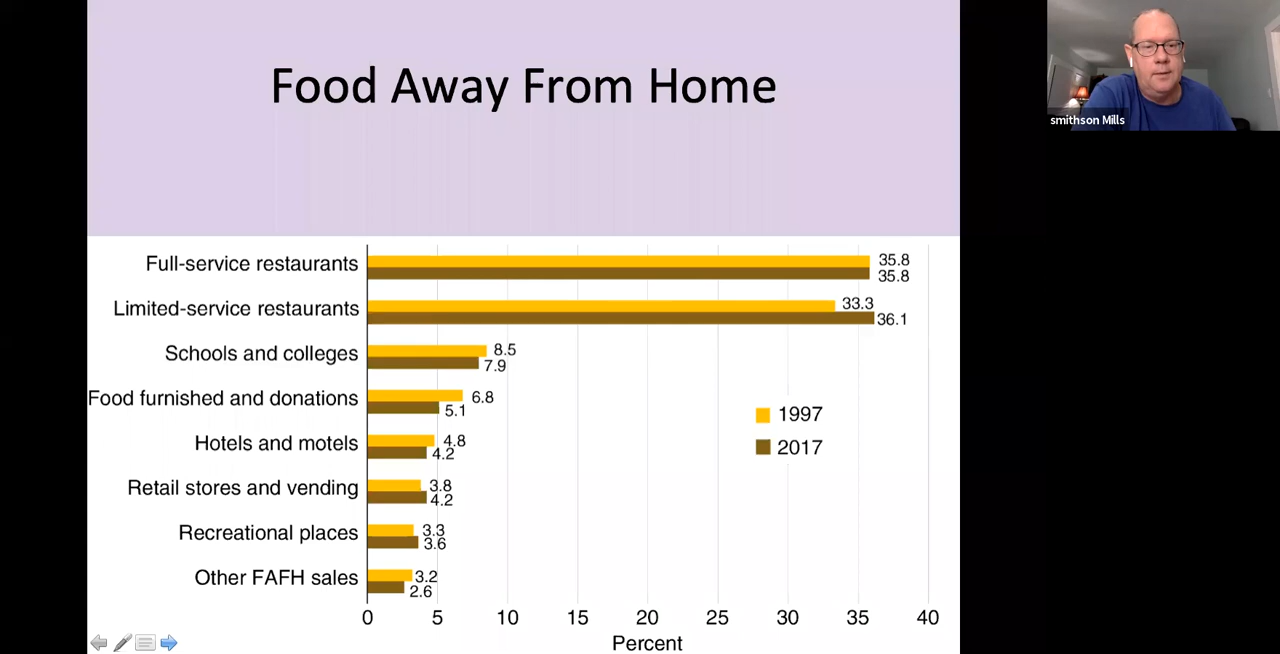 Food Away From Home
smithson Mills
Full-service restaurants
35.8
35.8
Limited-service restaurants
33.3
36.1
Schools and colleges
8.5
7.9
Food furnished and donations
6.8
5.1
Hotels and motels
4.8
4.2
Retail stores and vending
3.8
4.2
Recreational places
3.3
3.6
Other FAFH sales
3.2
2.6
1997
2017
0 5 10 15 20 25 30 35 40
Percent